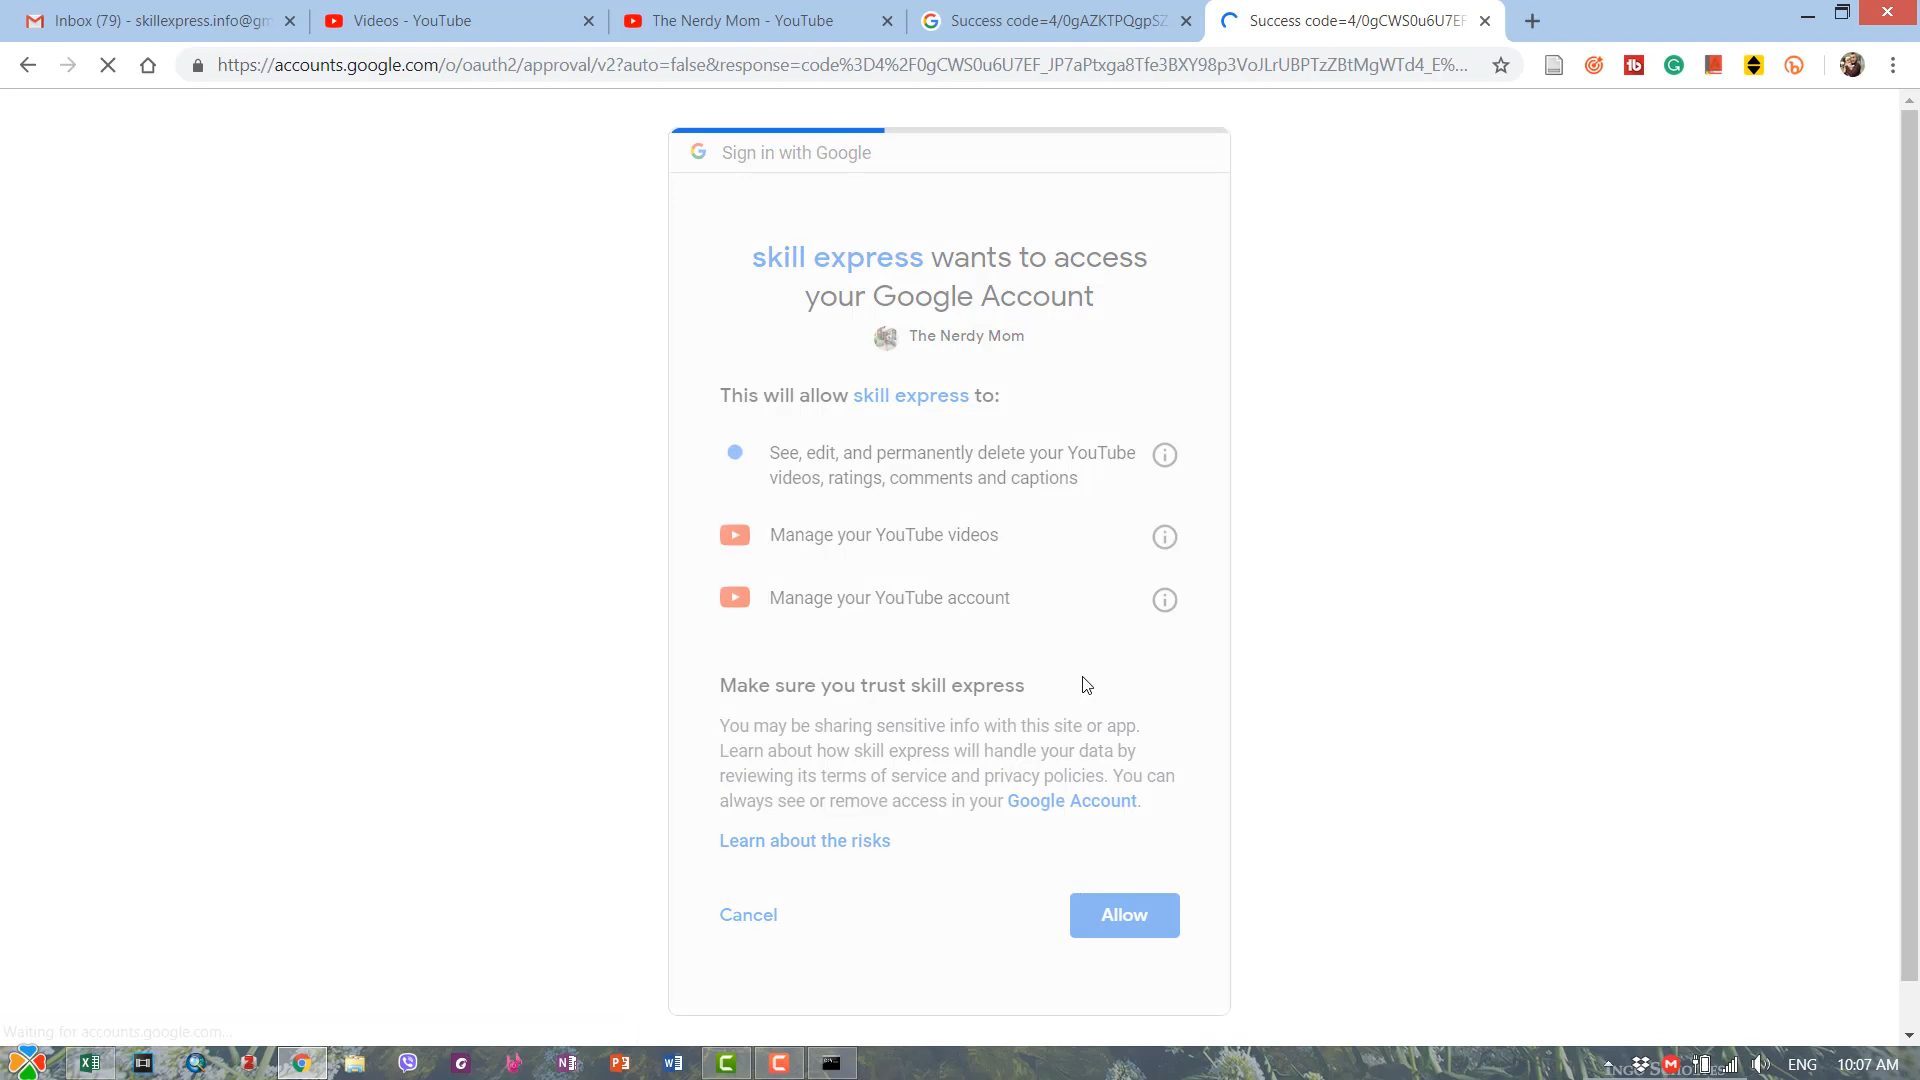 Inbox (79) - skillexpress.info@gm
Videos - YouTube
The Nerdy Mom - YouTube
Success code=4/0gAZKTPQgpSZ
Success code=4/0gCWS0u6U7EF
https://accounts.google.com/o/oauth2/approval/v2?auto=false&response=code%3D4%2F0gCWS0u6U7EF_JP7aPtxga8Tfe3BXY98p3VoJLrUBPTzZBtMgWTd4_E%...
Sign in with Google
skill express wants to access
your Google Account
The Nerdy Mom
This will allow skill express to:
See, edit, and permanently delete your YouTube
videos, ratings, comments and captions
Manage your YouTube videos
Manage your YouTube account
Make sure you trust skill express
You may be sharing sensitive info with this site or app.
Learn about how skill express will handle your data by
reviewing its terms of service and privacy policies. You can
always see or remove access in your Google Account.
Learn about the risks
Cancel
Allow
Waiting for accounts.google.com...
ENG
10:07 AM